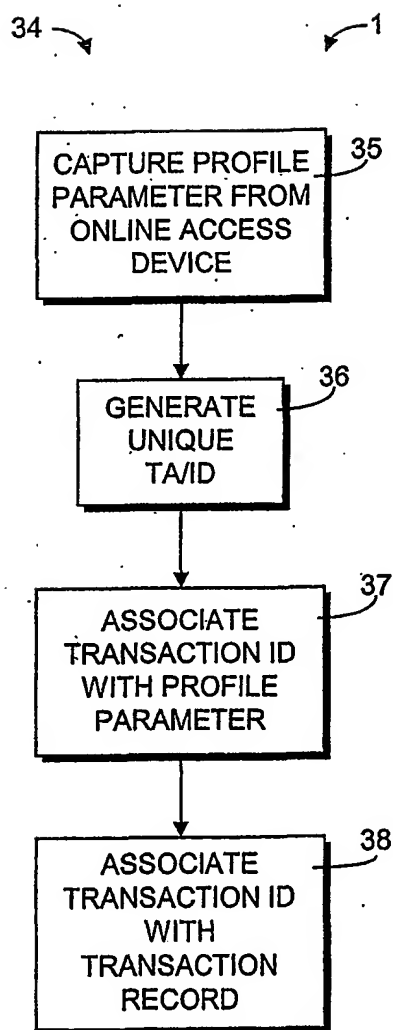 34 1
35
CAPTURE PROFILE
PARAMETER FROM
ONLINE ACCESS
DEVICE
36
GENERATE
UNIQUE
TA/ID
37
ASSOCIATE
TRANSACTION ID
WITH PROFILE
PARAMETER
38
ASSOCIATE
TRANSACTION ID
WITH
TRANSACTION
RECORD